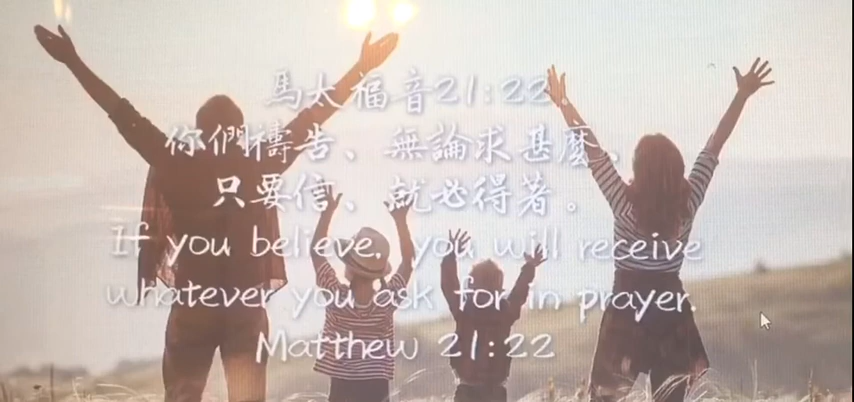 馬太福音21:22。
你們禱告、無論求甚麼、
只要信、就必得著。
If you believe, you will receive
whatever you ask for in prayer.
Matthew 21:22